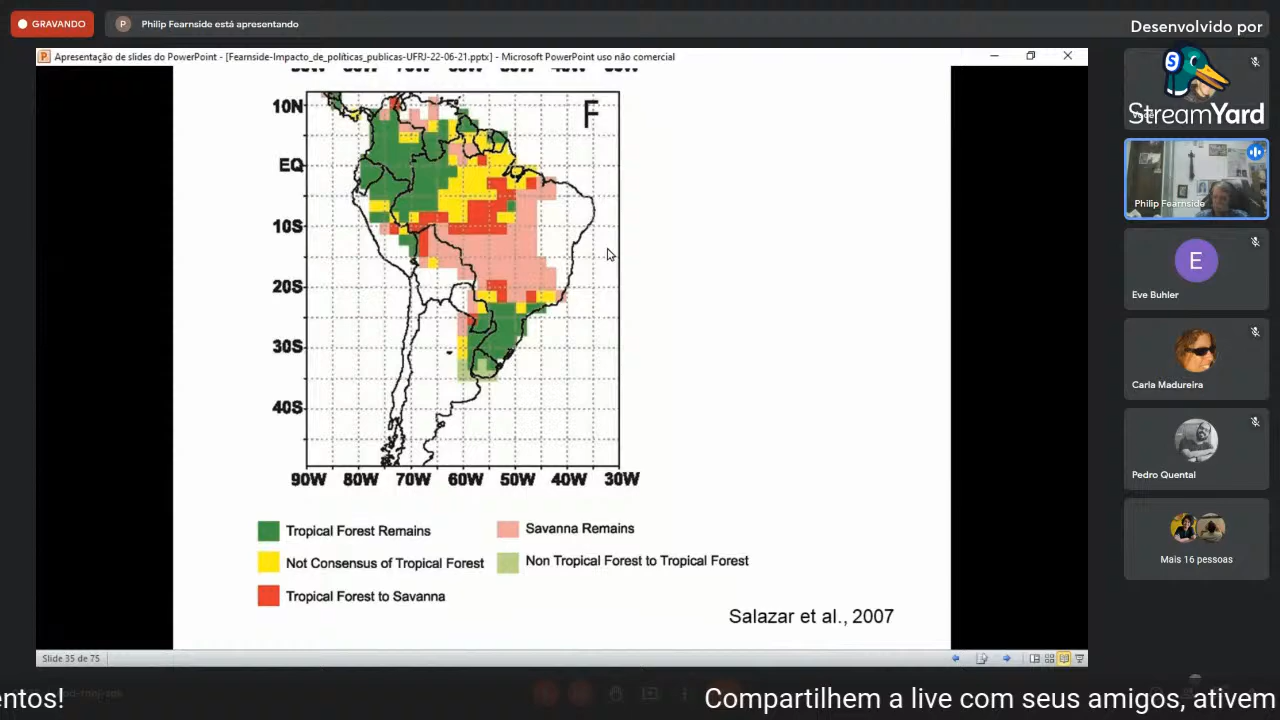 GRAVANDO
P
Philip Fearnside está apresentando
Desenvolvido por
StreamYard
Apresentação de slides do PowerPoint - [Fearnside-Impacto_de_políticas_publicas-UFRJ-22-06-21.pptx] - Microsoft PowerPoint uso não comercial
F
10N
EQ
10S
20S
30S
40S
90W 80W 70W 60W 50W 40W 30W
Tropical Forest Remains
Savanna Remains
Not Consensus of Tropical Forest
Non Tropical Forest to Tropical Forest
Tropical Forest to Savanna
Salazar et al., 2007
Slide 35 de 75
Philip Fearnside
E
Eve Buhler
Carla Madureira
Pedro Quental
Mais 16 pessoas
entos!
Compartilhem a live com seus amigos, ativem